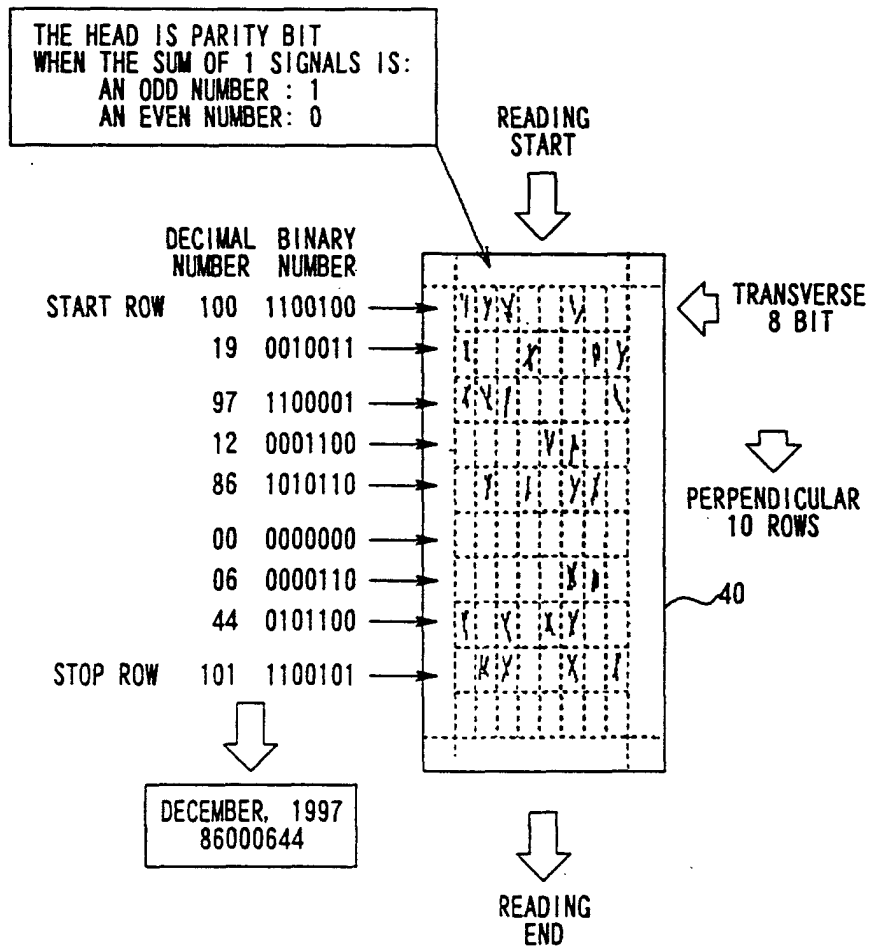 THE HEAD IS PARITY BIT
WHEN THE SUM OF 1 SIGNALS IS:
AN ODD NUMBER : 1
AN EVEN NUMBER: 0
READING
START
DECIMAL BINARY
NUMBER NUMBER
START ROW 100 1100100
TRANSVERSE
8 BIT
19 0010011
97 1100001
12 0001100
86 1010110
PERPENDICULAR
10 ROWS
00 0000000
06 0000110
40
44 0101100
STOP ROW 101 1100101
DECEMBER, 1997
86000644
READING
END